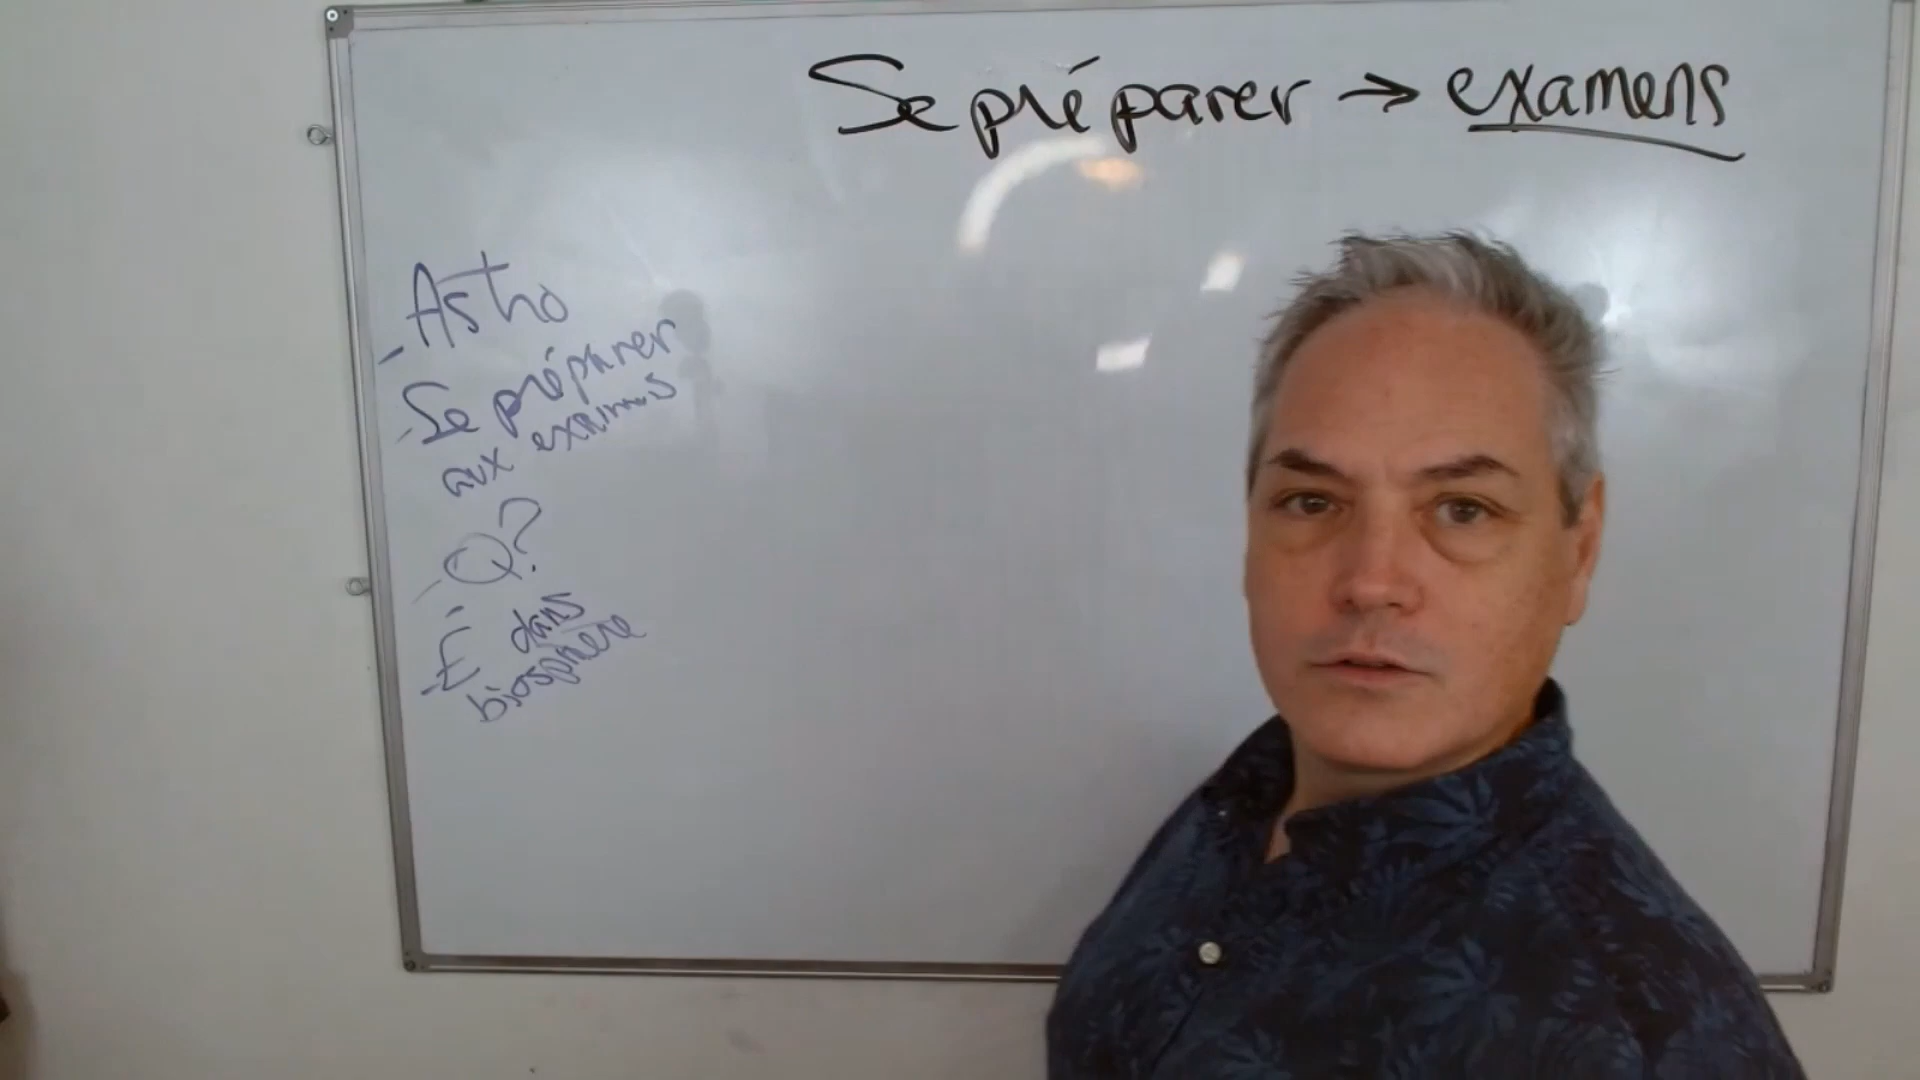 Se préparer → examens
- Astro
- Se préparer
aux examens
- Q?
- É dans
biosphère